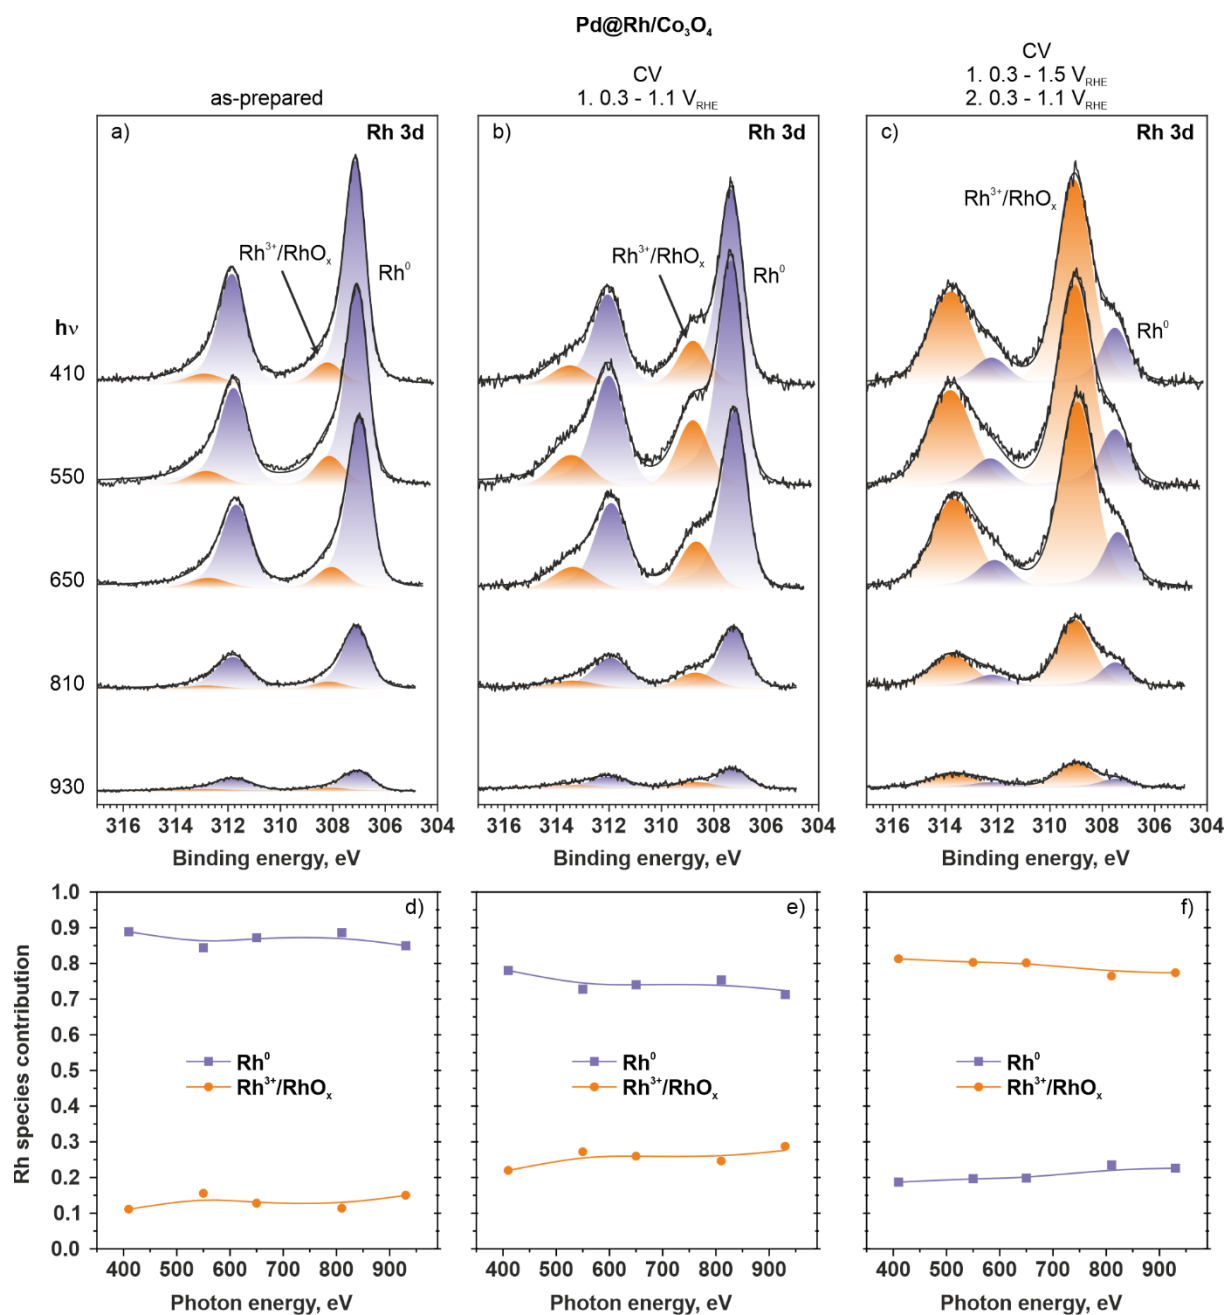 Pd@Rh/Co₃O₄
as-prepared
CV
1. 0.3 - 1.1 V_RHE
CV
1. 0.3 - 1.5 V_RHE
2. 0.3 - 1.1 V_RHE
a) Rh 3d
b) Rh 3d
c) Rh 3d
Rh³⁺/RhOₓ
Rh⁰
Rh³⁺/RhOₓ
Rh⁰
Rh³⁺/RhOₓ
Rh⁰
hν
410
550
650
810
930
316 314 312 310 308 306 304
316 314 312 310 308 306 304
316 314 312 310 308 306 304
Binding energy, eV
Binding energy, eV
Binding energy, eV
Rh species contribution
1.0
0.9
0.8
0.7
0.6
0.5
0.4
0.3
0.2
0.1
0.0
d)
Rh⁰
Rh³⁺/RhOₓ
e)
Rh⁰
Rh³⁺/RhOₓ
f)
Rh⁰
Rh³⁺/RhOₓ
400 500 600 700 800 900
400 500 600 700 800 900
400 500 600 700 800 900
Photon energy, eV
Photon energy, eV
Photon energy, eV